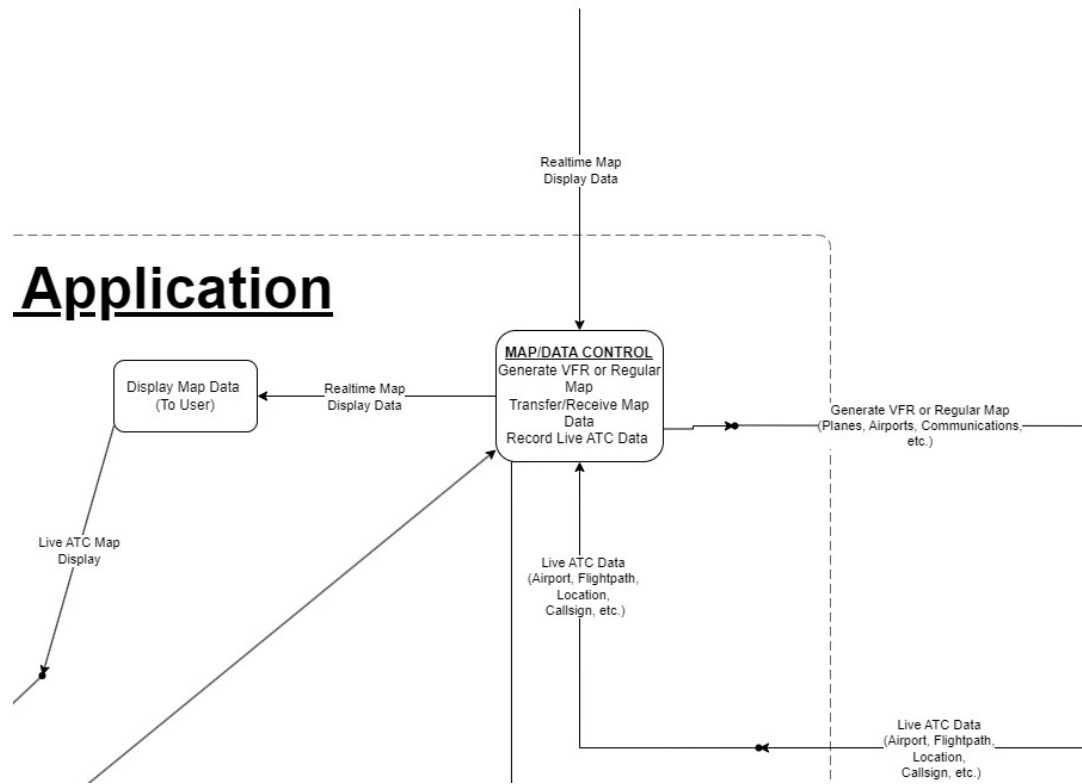 Realtime Map
Display Data
Application
MAP/DATA CONTROL
Generate VFR or Regular
Map
Transfer/Receive Map
Data
Record Live ATC Data
Display Map Data
(To User)
Realtime Map
Display Data
Generate VFR or Regular Map
(Planes, Airports, Communications,
etc.)
Live ATC Map
Display
Live ATC Data
(Airport, Flightpath,
Location,
Callsign, etc.)
Live ATC Data
(Airport, Flightpath,
Location,
Callsign, etc.)